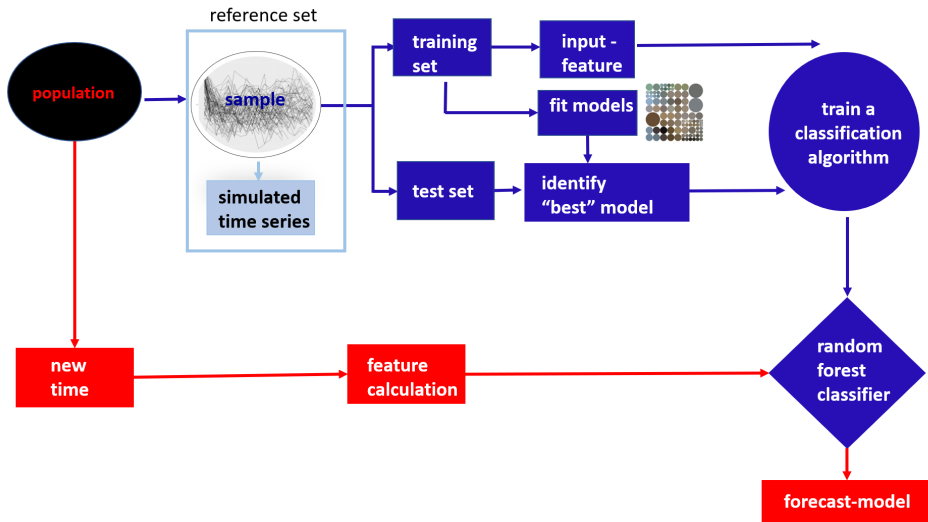 reference set
population
sample
simulated
time series
training
set
input -
feature
fit models
test set
identify
“best” model
train a
classification
algorithm
new
time
feature
calculation
random
forest
classifier
forecast-model